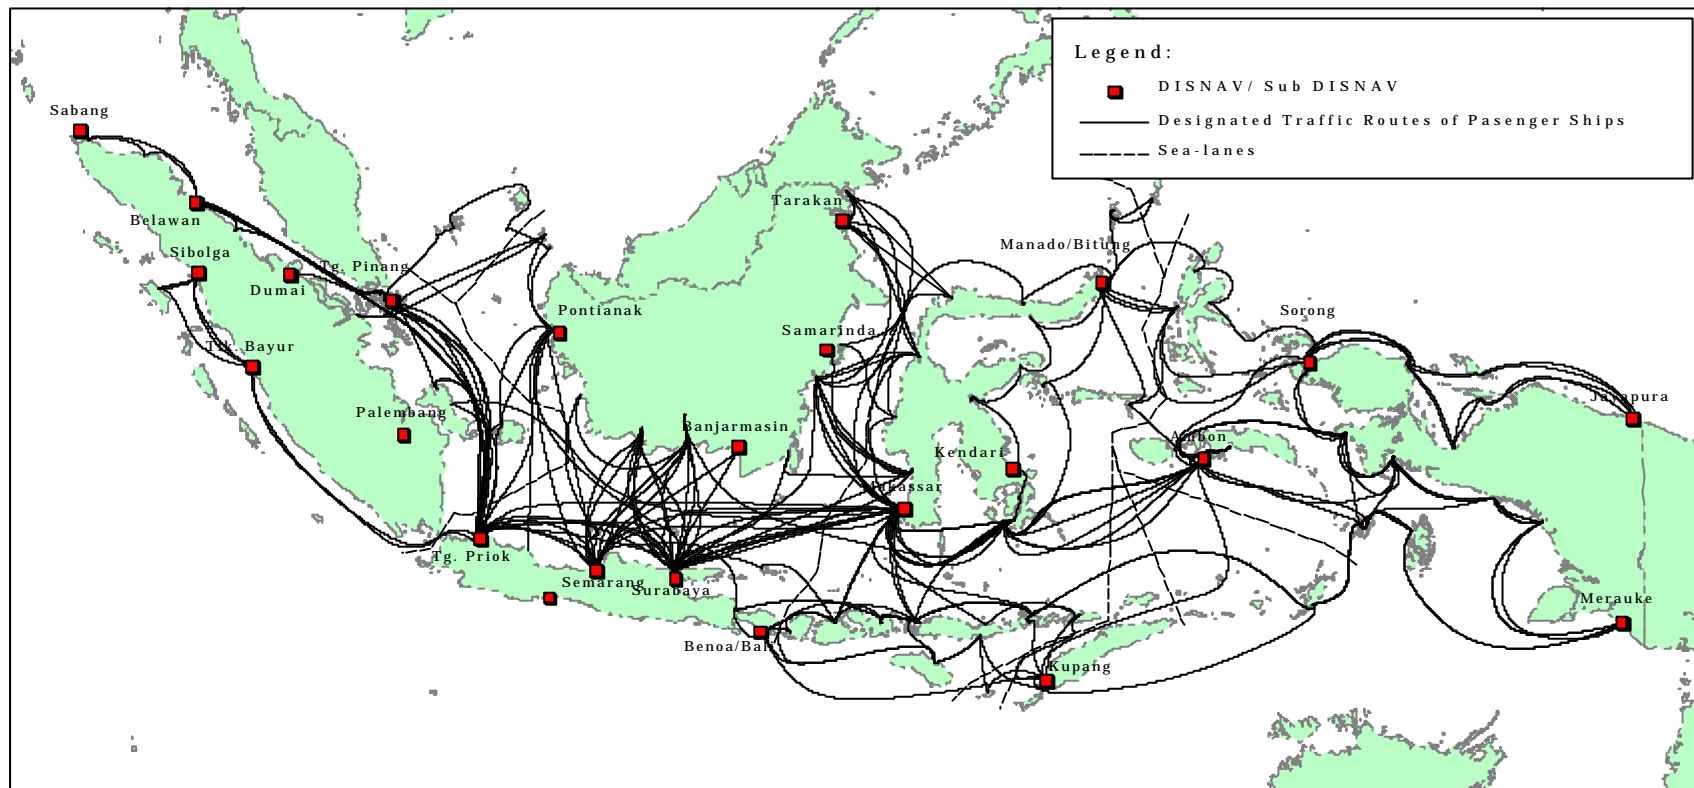 Legend:
DISNAV/ Sub DISNAV
Designated Traffic Routes of Pasenger Ships
Sea-lanes
Sabang
Belawan
Tarakan
Manado/Bitung
Sibolga
Tg. Pinang
Dumai
Pontianak
Sorong
Samarinda
Tlk. Bayur
Jayapura
Palembang
Banjarmasin
Ambon
Kendari
Makassar
Tg. Priok
Semarang
Surabaya
Merauke
Benoa/Bali
Kupang